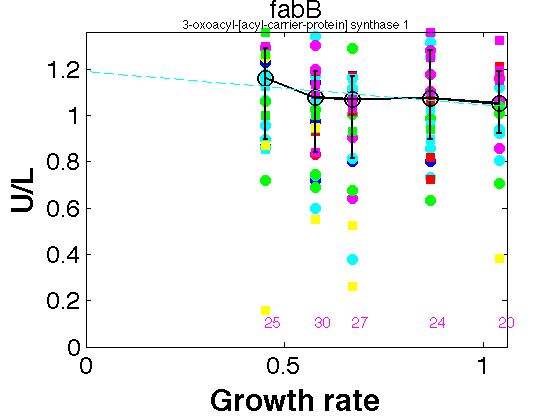 fabB
3-oxoacyl-[acyl-carrier-protein] synthase 1
U/L
1.2
1
0.8
0.6
0.4
0.2
0
25 30 27 24 20
0 0.5 1
Growth rate